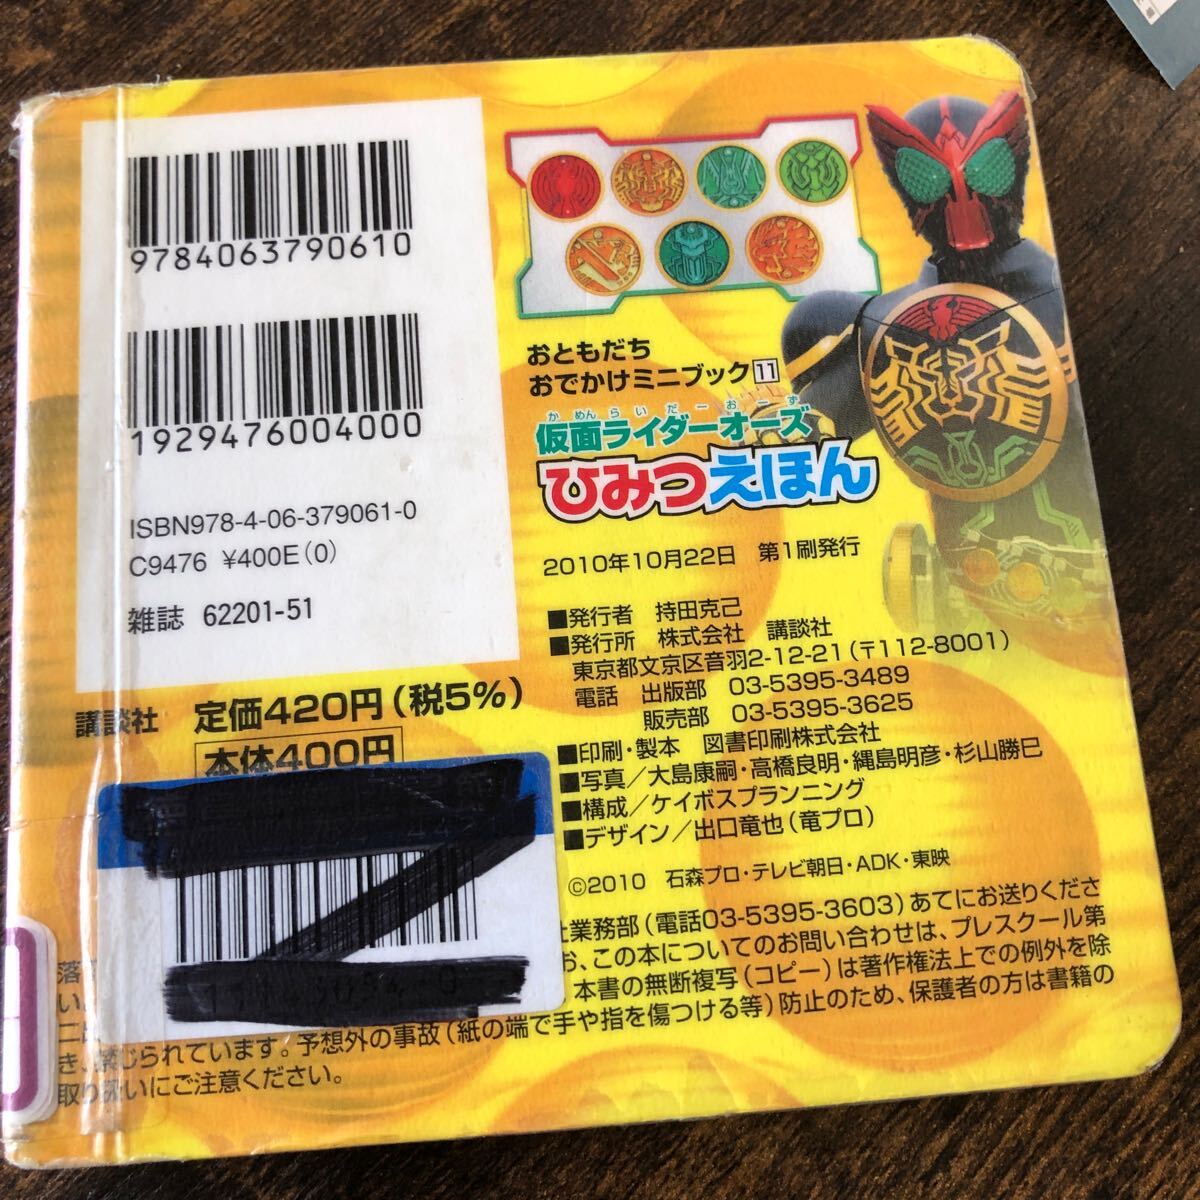 9784063790610
1929476004000
ISBN978-4-06-379061-0
C9476 ¥400E(0)
雑誌 62201-51
講談社 定価420円(税5%)
本体400円
おともだち
おでかけミニブック11
かめんらいだーおーず
仮面ライダーオーズ
ひみつえほん
2010年10月22日 第1刷発行
■発行者 持田克己
■発行所 株式会社 講談社
東京都文京区音羽2-12-21(〒112-8001)
電話 出版部 03-5395-3489
販売部 03-5395-3625
■印刷・製本 図書印刷株式会社
■写真/大島康嗣・高橋良明・縄島明彦・杉山勝巳
■構成/ケイボスプランニング
■デザイン/出口竜也(竜プロ)
©2010 石森プロ・テレビ朝日・ADK・東映
業務部(電話03-5395-3603)あてにお送りくださ
お、この本についてのお問い合わせは、プレスクール第
本書の無断複写(コピー)は著作権法上での例外を除
き、禁じられています。予想外の事故(紙の端で手や指を傷つける等)防止のため、保護者の方は書籍の
取り扱いにご注意ください。